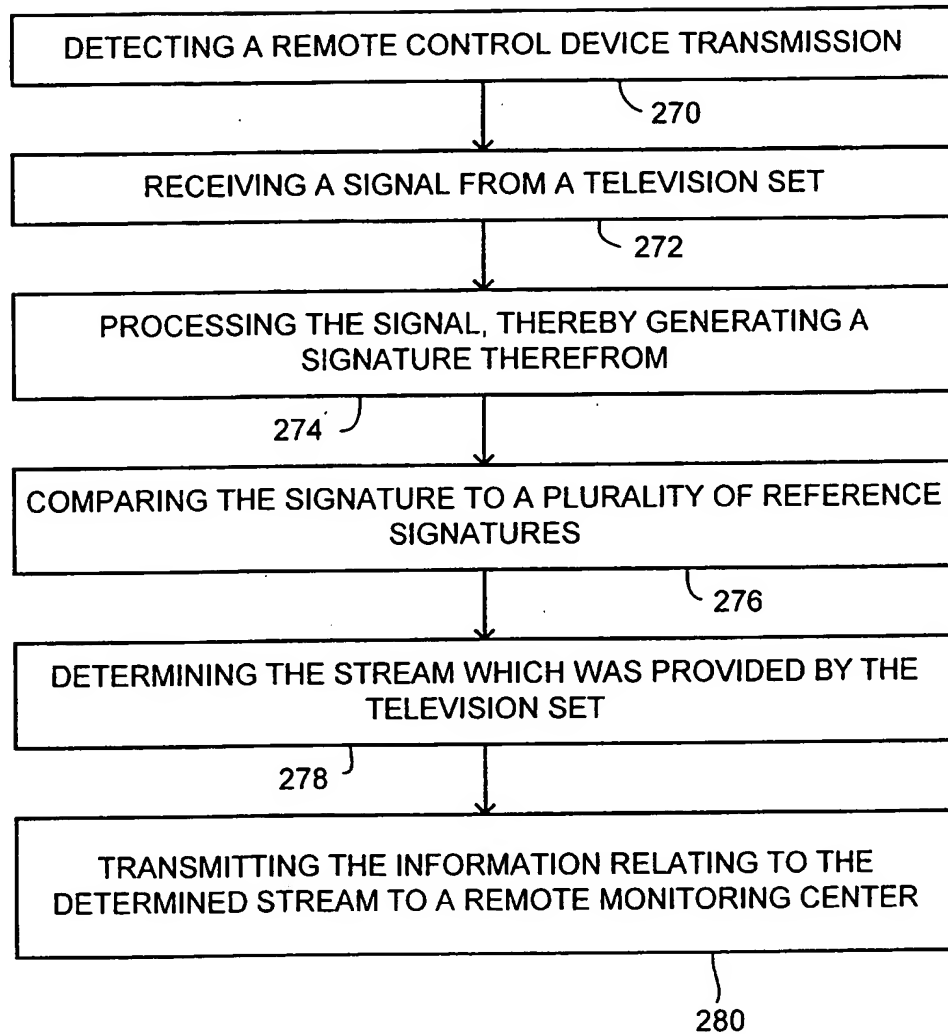 DETECTING A REMOTE CONTROL DEVICE TRANSMISSION
270
RECEIVING A SIGNAL FROM A TELEVISION SET
272
PROCESSING THE SIGNAL, THEREBY GENERATING A
SIGNATURE THEREFROM
274
COMPARING THE SIGNATURE TO A PLURALITY OF REFERENCE
SIGNATURES
276
DETERMINING THE STREAM WHICH WAS PROVIDED BY THE
TELEVISION SET
278
TRANSMITTING THE INFORMATION RELATING TO THE
DETERMINED STREAM TO A REMOTE MONITORING CENTER
280